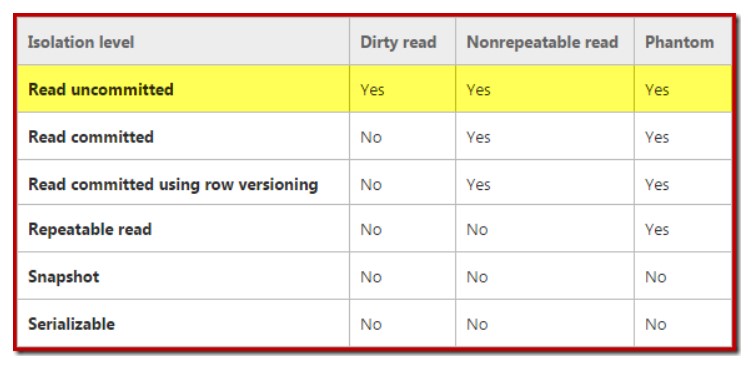 Isolation level Dirty read Nonrepeatable read Phantom
Read uncommitted Yes Yes Yes
Read committed No Yes Yes
Read committed using row versioning No Yes Yes
Repeatable read No No Yes
Snapshot No No No
Serializable No No No